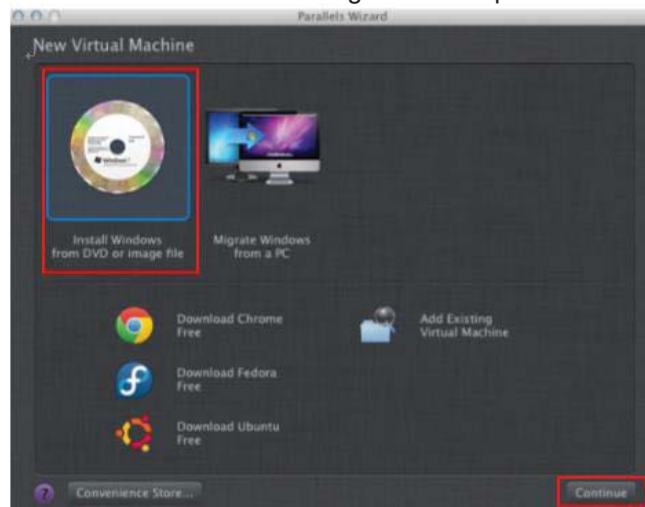 Parallels Wizard
New Virtual Machine
Install Windows
from DVD or image file
Migrate Windows
from a PC
Download Chrome
Free
Add Existing
Virtual Machine
Download Fedora
Free
Download Ubuntu
Free
?
Convenience Store...
Continue